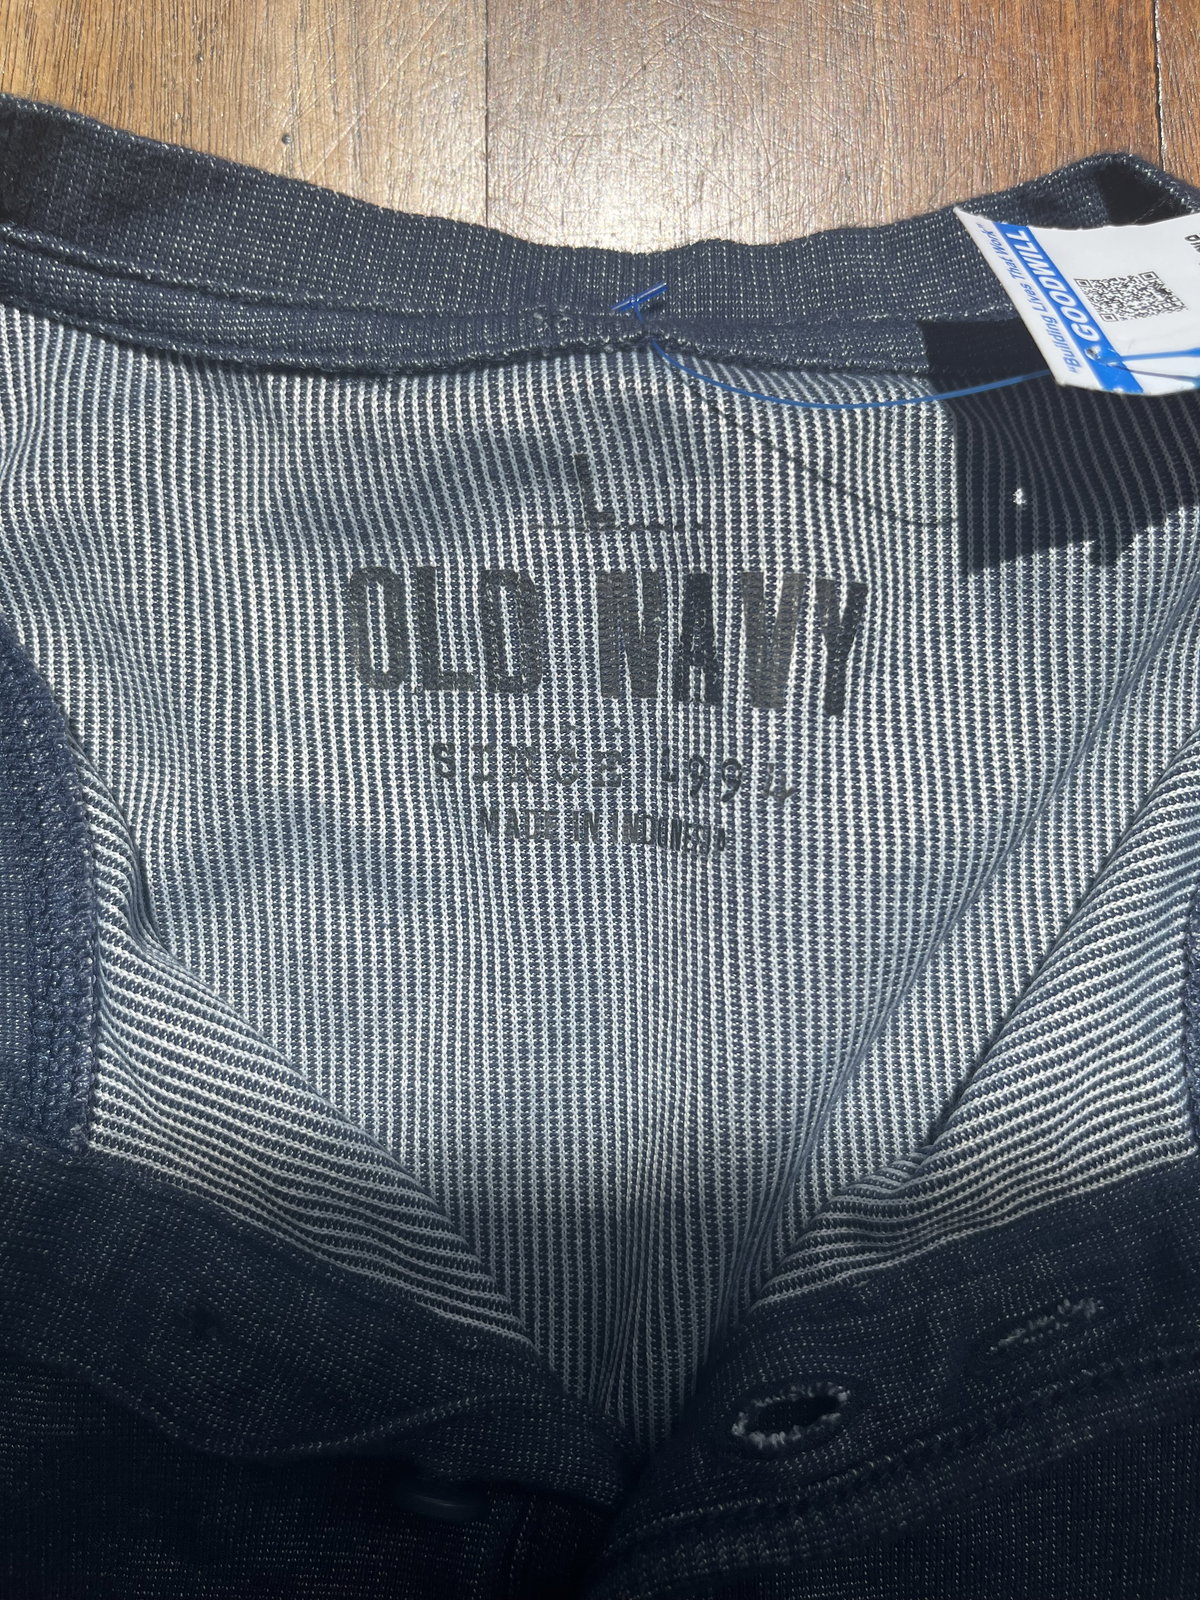 "Building Lives That Work"
GOODWILL
L
OLD NAVY
SINCE 1994
MADE IN INDONESIA